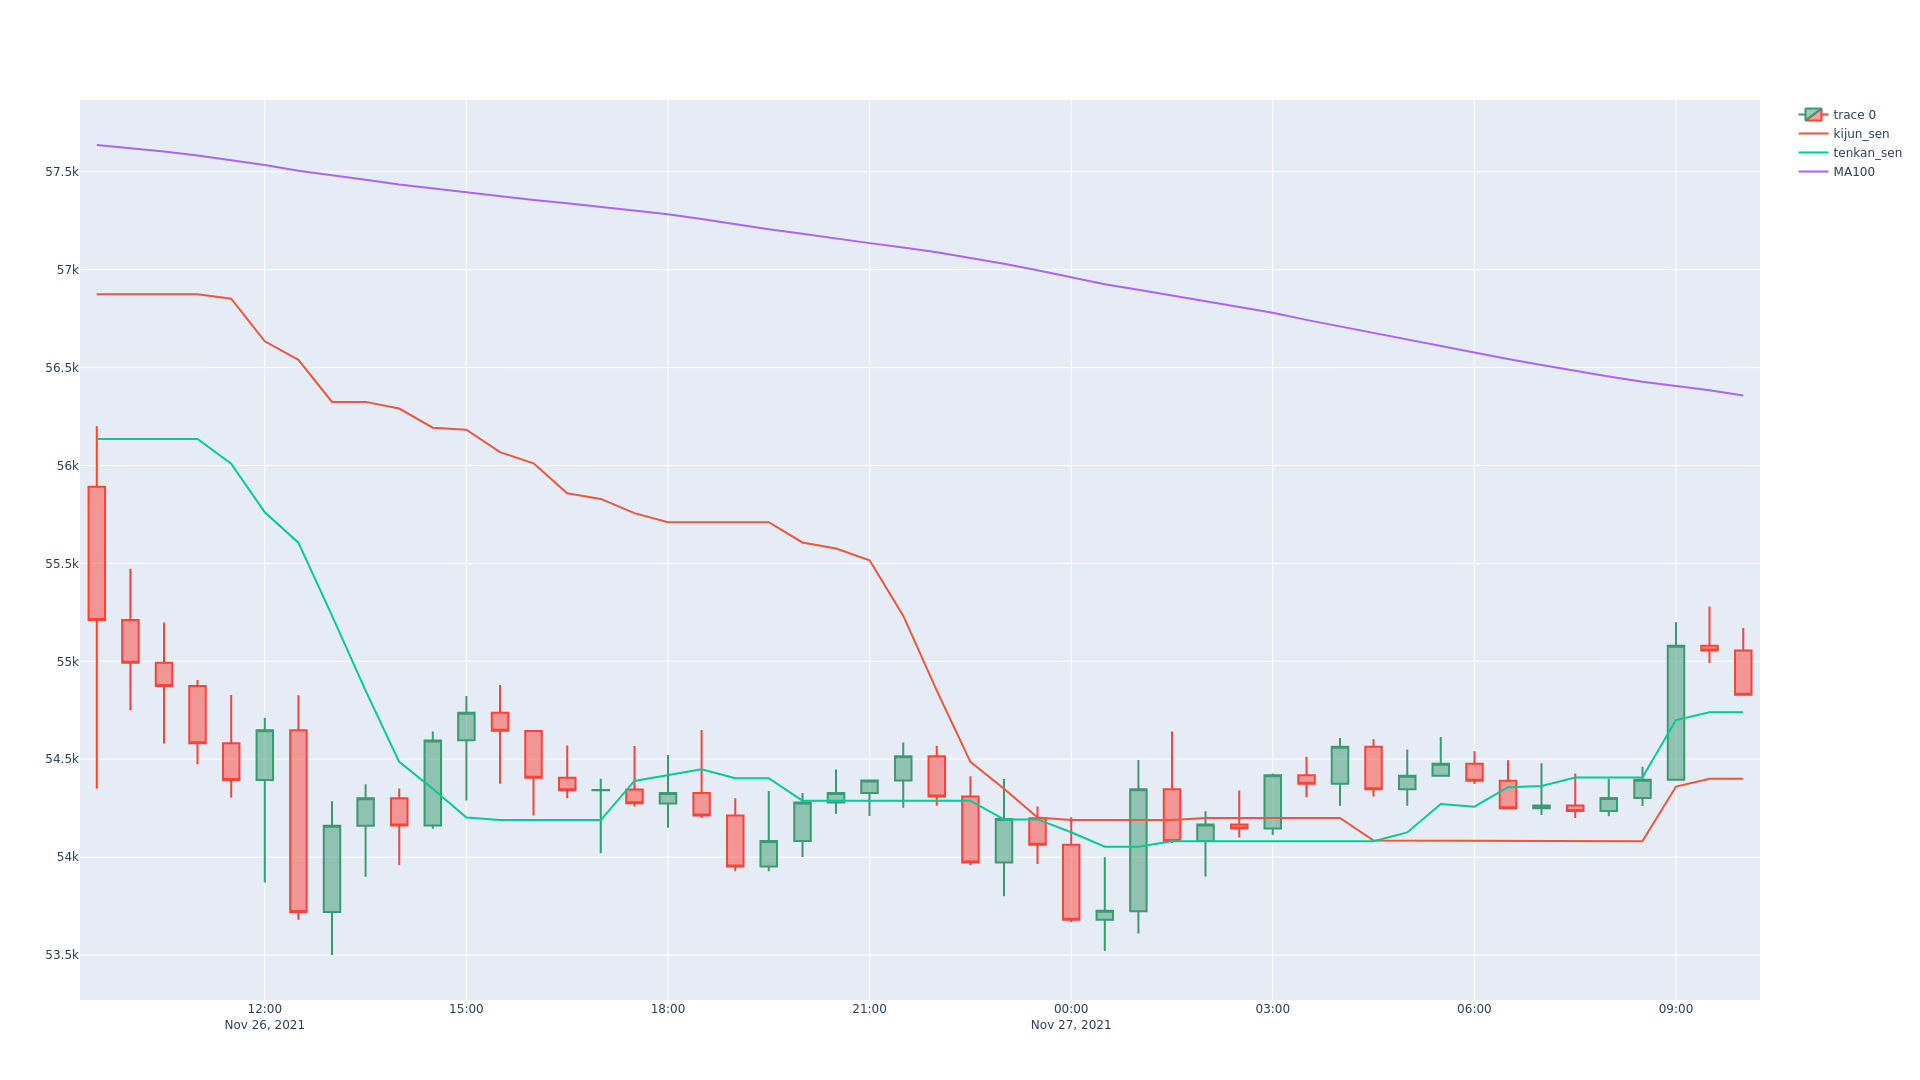 trace 0
kijun_sen
tenkan_sen
MA100
57.5k
57k
56.5k
56k
55.5k
55k
54.5k
54k
53.5k
12:00 15:00 18:00 21:00 00:00 03:00 06:00 09:00
Nov 26, 2021 Nov 27, 2021